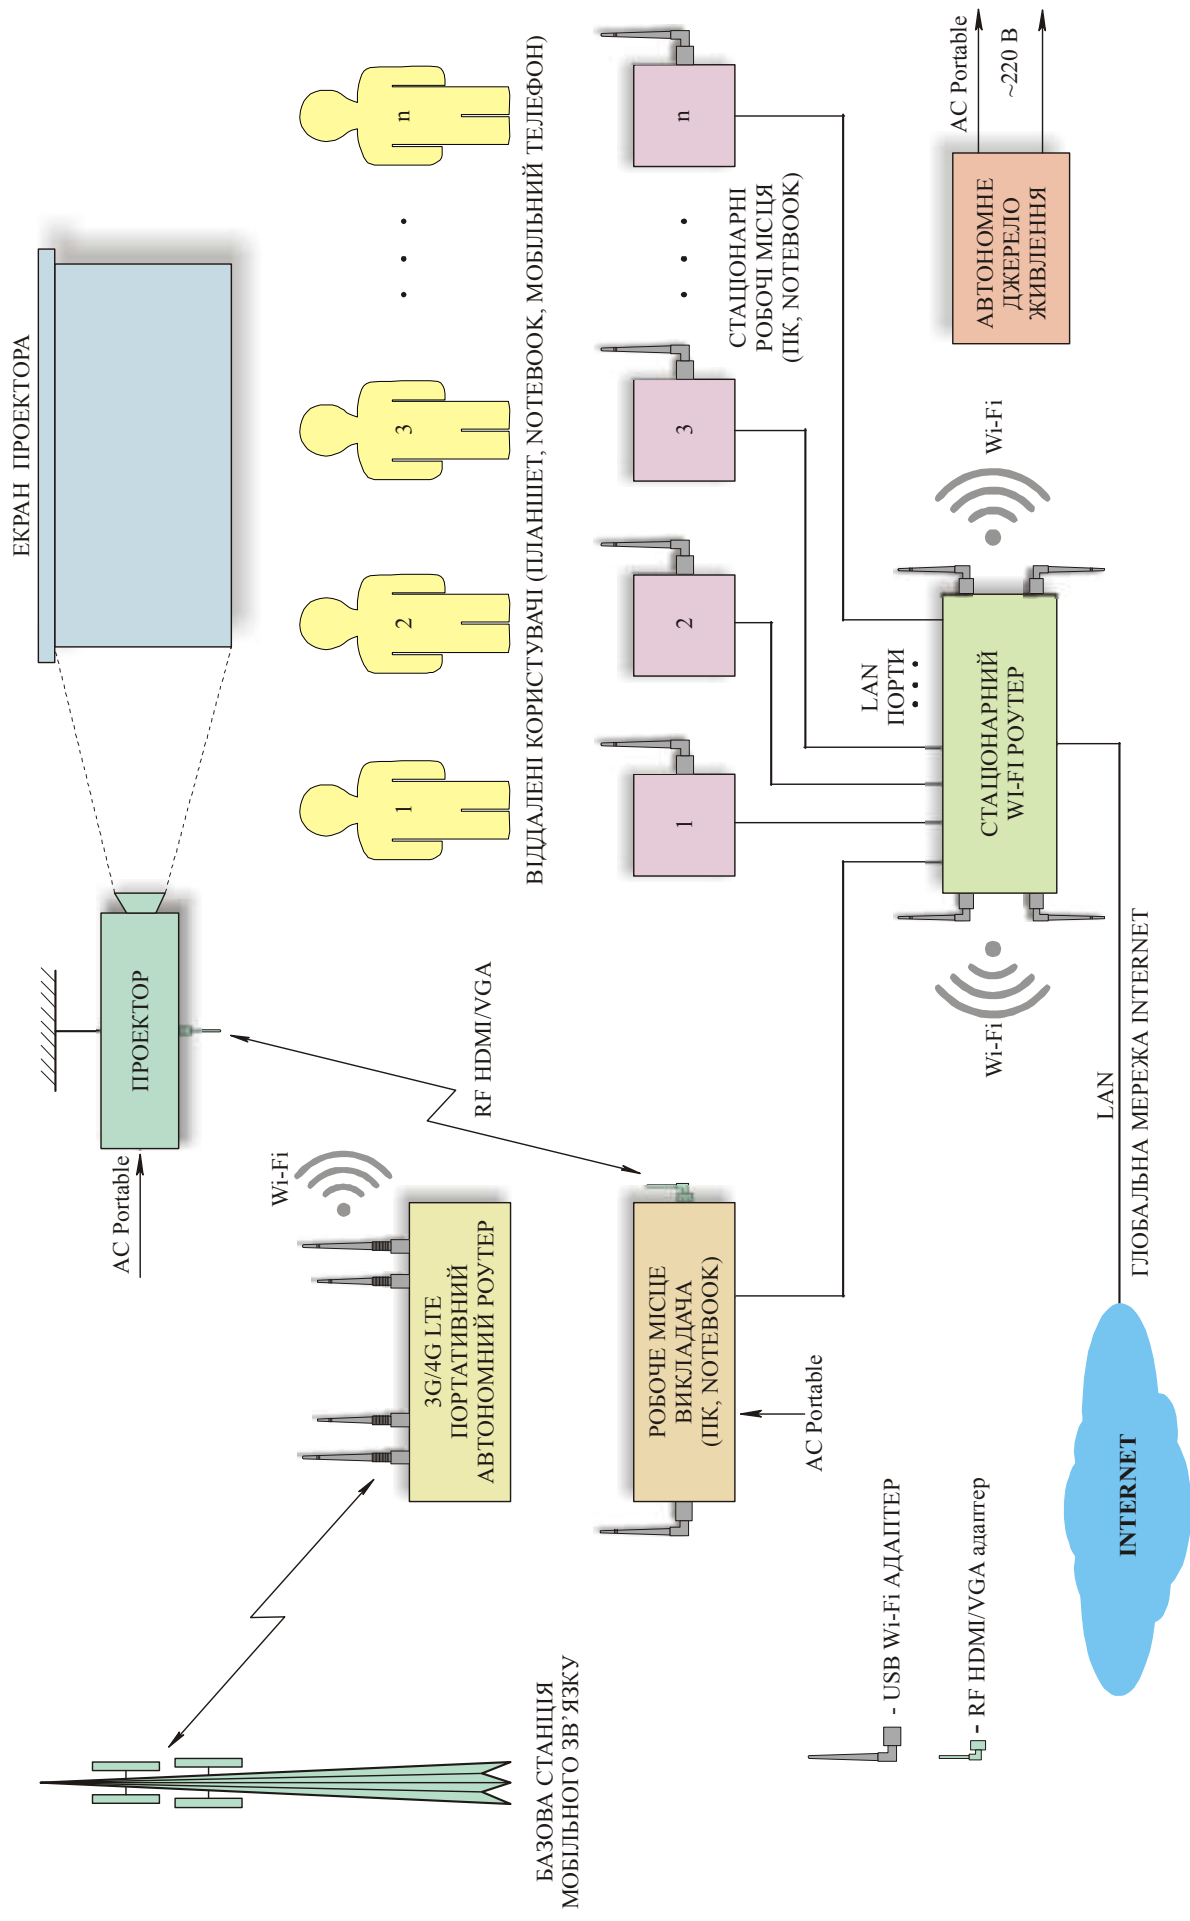 ЕКРАН ПРОЕКТОРА
ПРОЕКТОР
AC Portable
RF HDMI/VGA
Wi-Fi
3G/4G LTE
ПОРТАТИВНИЙ
АВТОНОМНИЙ РОУТЕР
БАЗОВА СТАНЦІЯ
МОБІЛЬНОГО ЗВ’ЯЗКУ
1
2
3
n
ВІДДАЛЕНІ КОРИСТУВАЧІ (ПЛАНШЕТ, NOTEBOOK, МОБІЛЬНИЙ ТЕЛЕФОН)
РОБОЧЕ МІСЦЕ
ВИКЛАДАЧА
(ПК, NOTEBOOK)
AC Portable
1
2
3
n
СТАЦІОНАРНІ
РОБОЧІ МІСЦЯ
(ПК, NOTEBOOK)
LAN
ПОРТИ
СТАЦІОНАРНИЙ
WI-FI РОУТЕР
Wi-Fi
Wi-Fi
АВТОНОМНЕ
ДЖЕРЕЛО
ЖИВЛЕННЯ
AC Portable
~220 В
LAN
ГЛОБАЛЬНА МЕРЕЖА INTERNET
INTERNET
- USB Wi-Fi АДАПТЕР
- RF HDMI/VGA адаптер